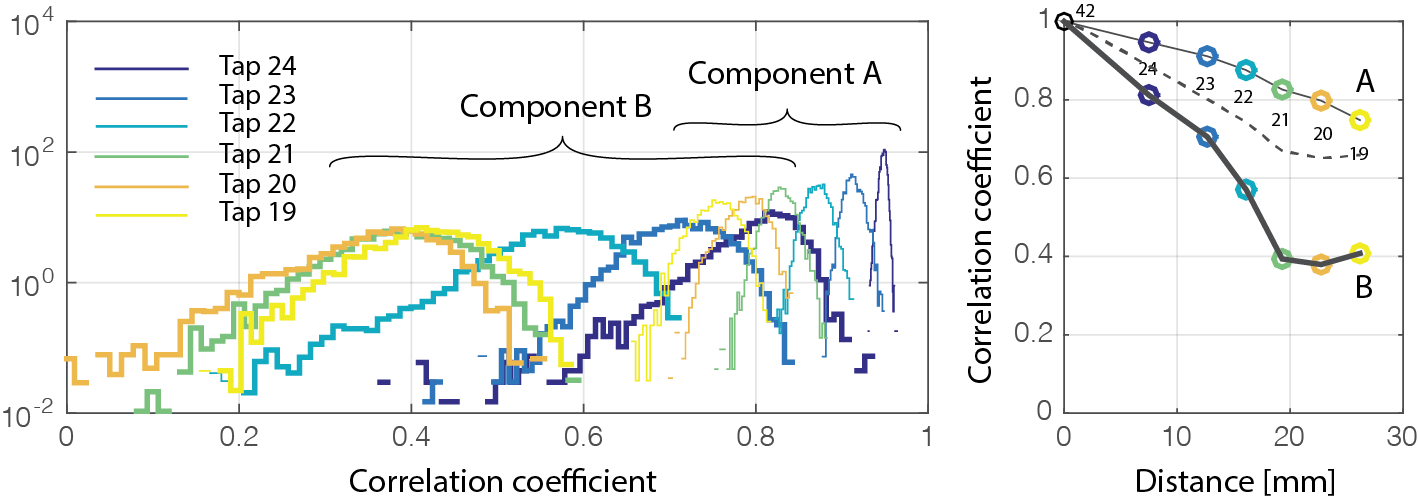 10^4
10^2
10^0
10^-2
Tap 24
Tap 23
Tap 22
Tap 21
Tap 20
Tap 19
Component B
Component A
0
0.2
0.4
0.6
0.8
1
Correlation coefficient
Correlation coefficient
1
0.8
0.6
0.4
0.2
0
42
24
23
22
21
20
19
A
B
0
10
20
30
Distance [mm]